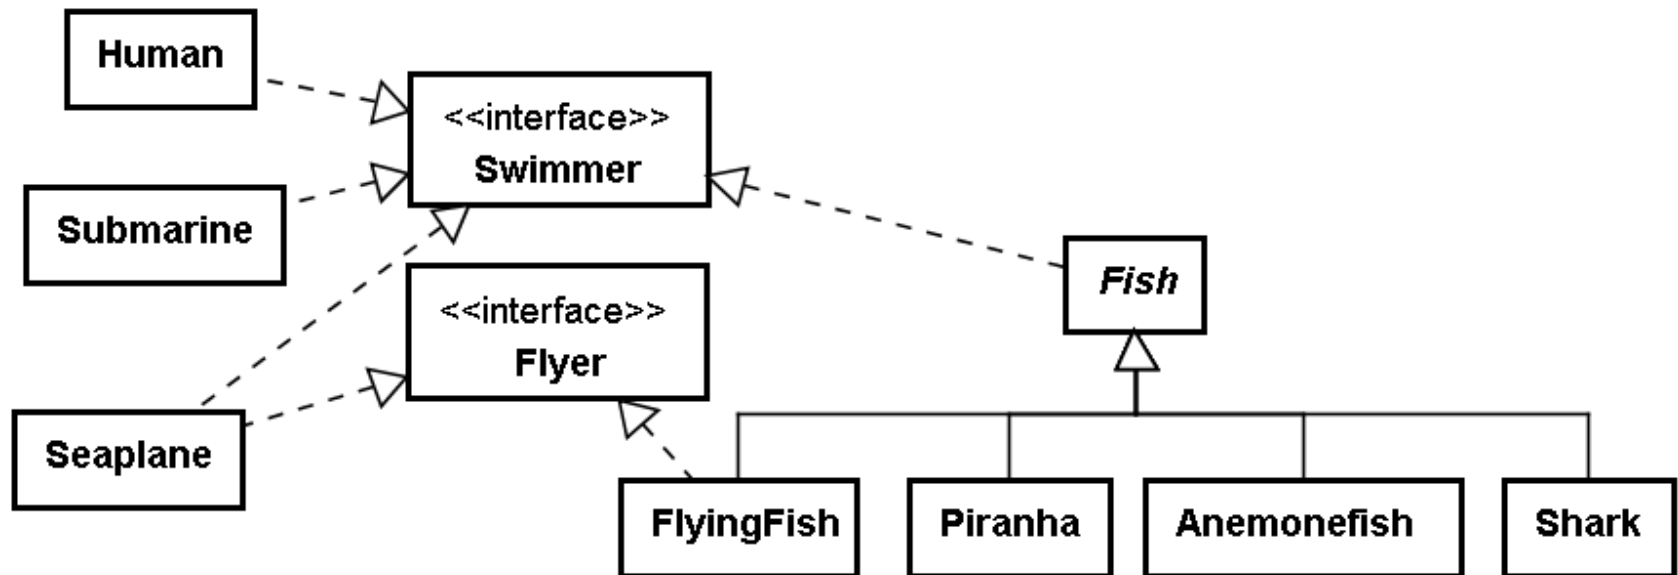 Human
<<interface>>
Swimmer
Submarine
Fish
<<interface>>
Flyer
Seaplane
FlyingFish
Piranha
Anemonefish
Shark